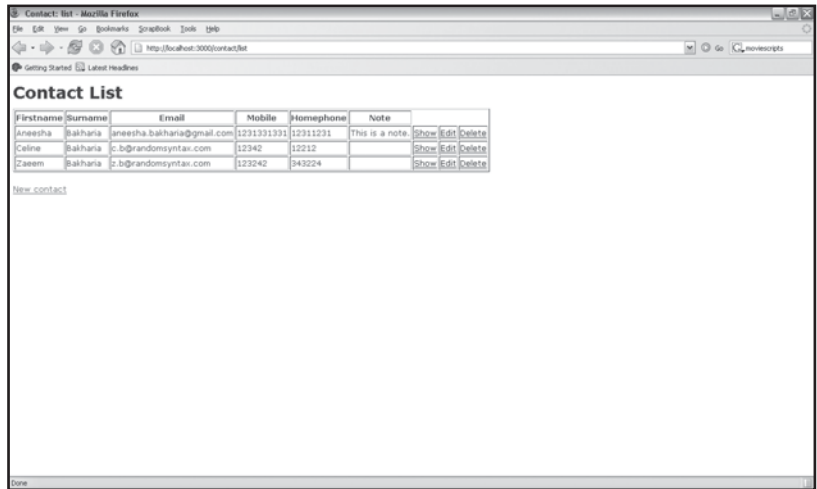 Contact: list - Mozilla Firefox
File Edit View Go Bookmarks ScrapBook Tools Help
http://localhost:3000/contact/list
Go
moviescripts
Getting Started Latest Headlines
Contact List
Firstname Surname Email Mobile Homephone Note
Aneesha Bakharia aneesha.bakharia@gmail.com 1231331331 12311231 This is a note. Show Edit Delete
Celine Bakharia c.b@randomsyntax.com 12342 12212 Show Edit Delete
Zaeem Bakharia z.b@randomsyntax.com 123242 343224 Show Edit Delete
New contact
Done